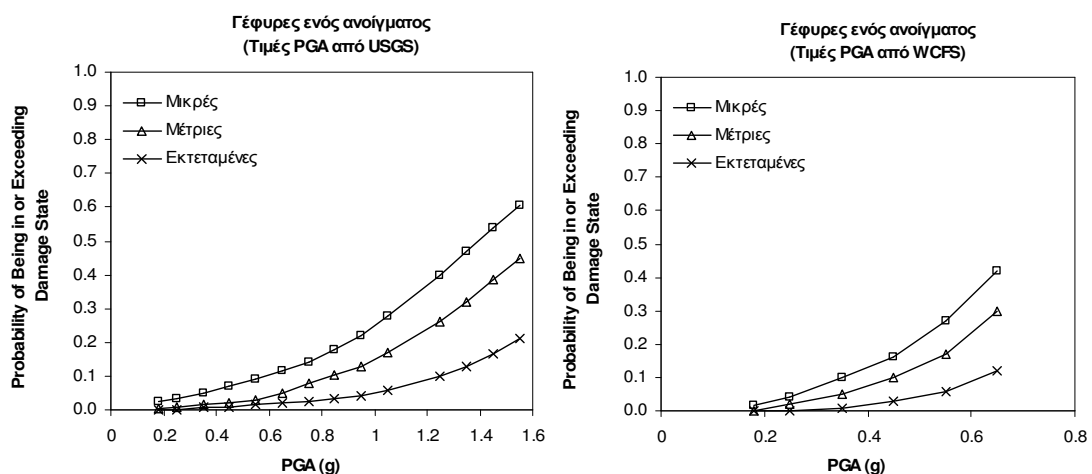 Γέφυρες ενός ανοίγματος
(Τιμές PGA από USGS)
Probability of Being in or Exceeding
Damage State
1.0
0.9
0.8
0.7
0.6
0.5
0.4
0.3
0.2
0.1
0.0
Μικρές
Μέτριες
Εκτεταμένες
0 0.2 0.4 0.6 0.8 1 1.2 1.4 1.6
PGA (g)
Γέφυρες ενός ανοίγματος
(Τιμές PGA από WCFS)
Probability of Being in or Exceeding
Damage State
1.0
0.9
0.8
0.7
0.6
0.5
0.4
0.3
0.2
0.1
0.0
Μικρές
Μέτριες
Εκτεταμένες
0 0.2 0.4 0.6 0.8
PGA (g)